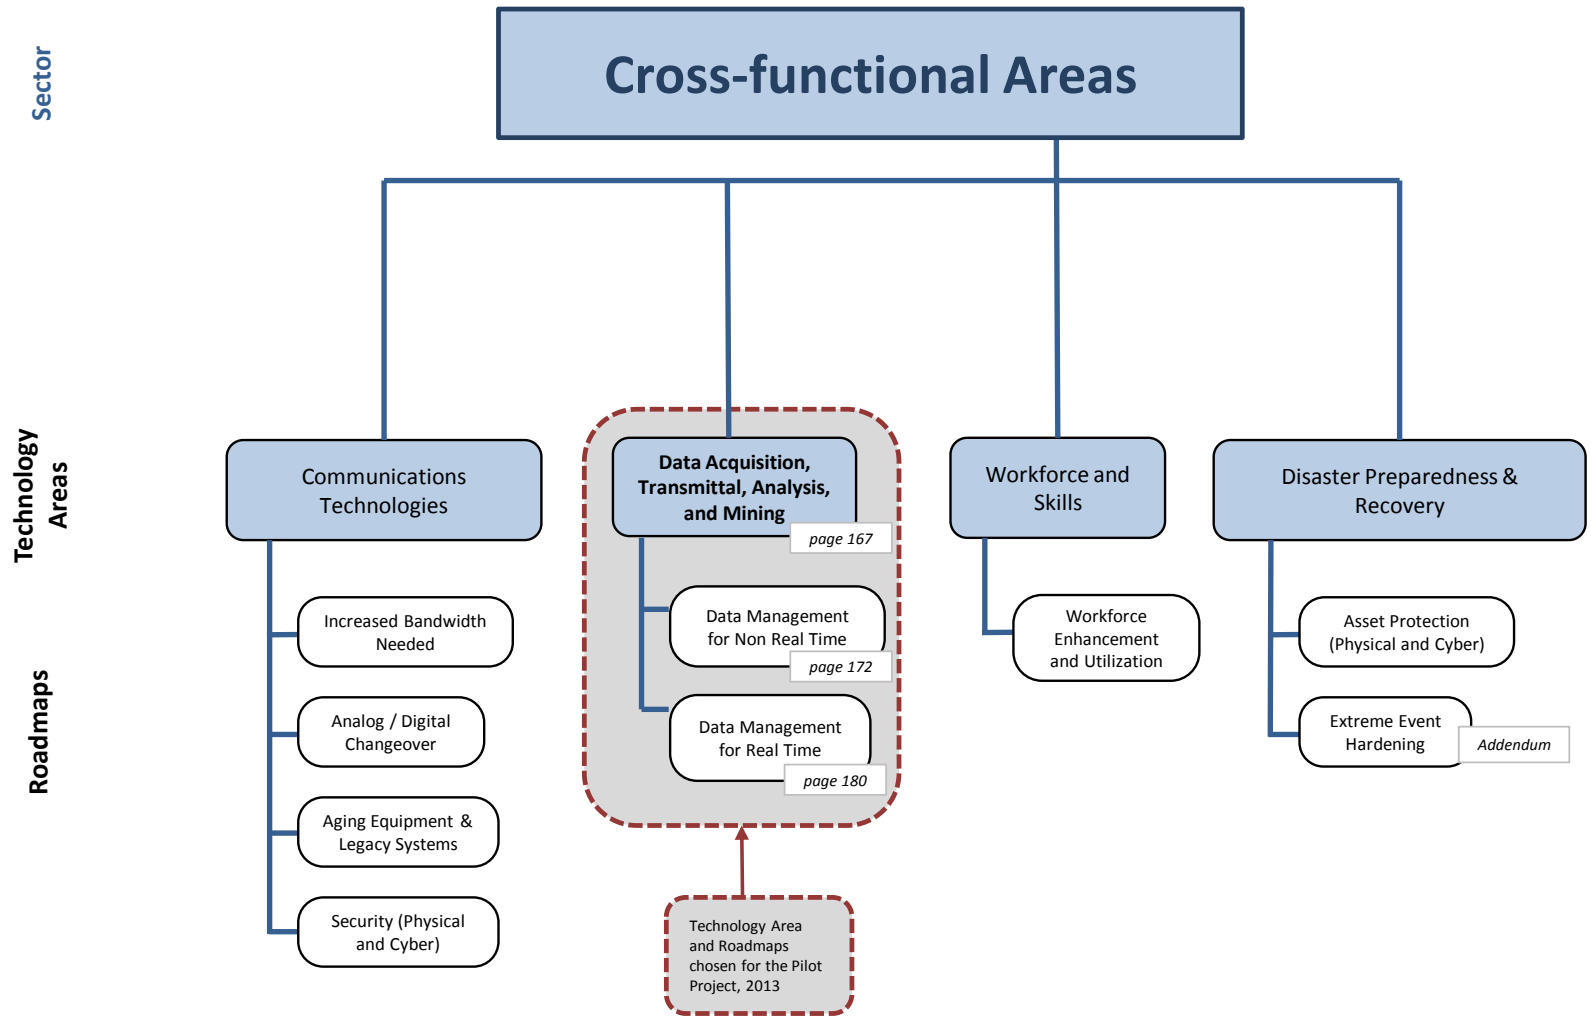 Sector
Cross-functional Areas
Technology
Areas
Communications
Technologies
Data Acquisition,
Transmittal, Analysis,
and Mining
page 167
Workforce and
Skills
Disaster Preparedness &
Recovery
Roadmaps
Increased Bandwidth
Needed
Analog / Digital
Changeover
Aging Equipment &
Legacy Systems
Security (Physical
and Cyber)
Data Management
for Non Real Time
page 172
Data Management
for Real Time
page 180
Workforce
Enhancement
and Utilization
Asset Protection
(Physical and Cyber)
Extreme Event
Hardening
Addendum
Technology Area
and Roadmaps
chosen for the Pilot
Project, 2013